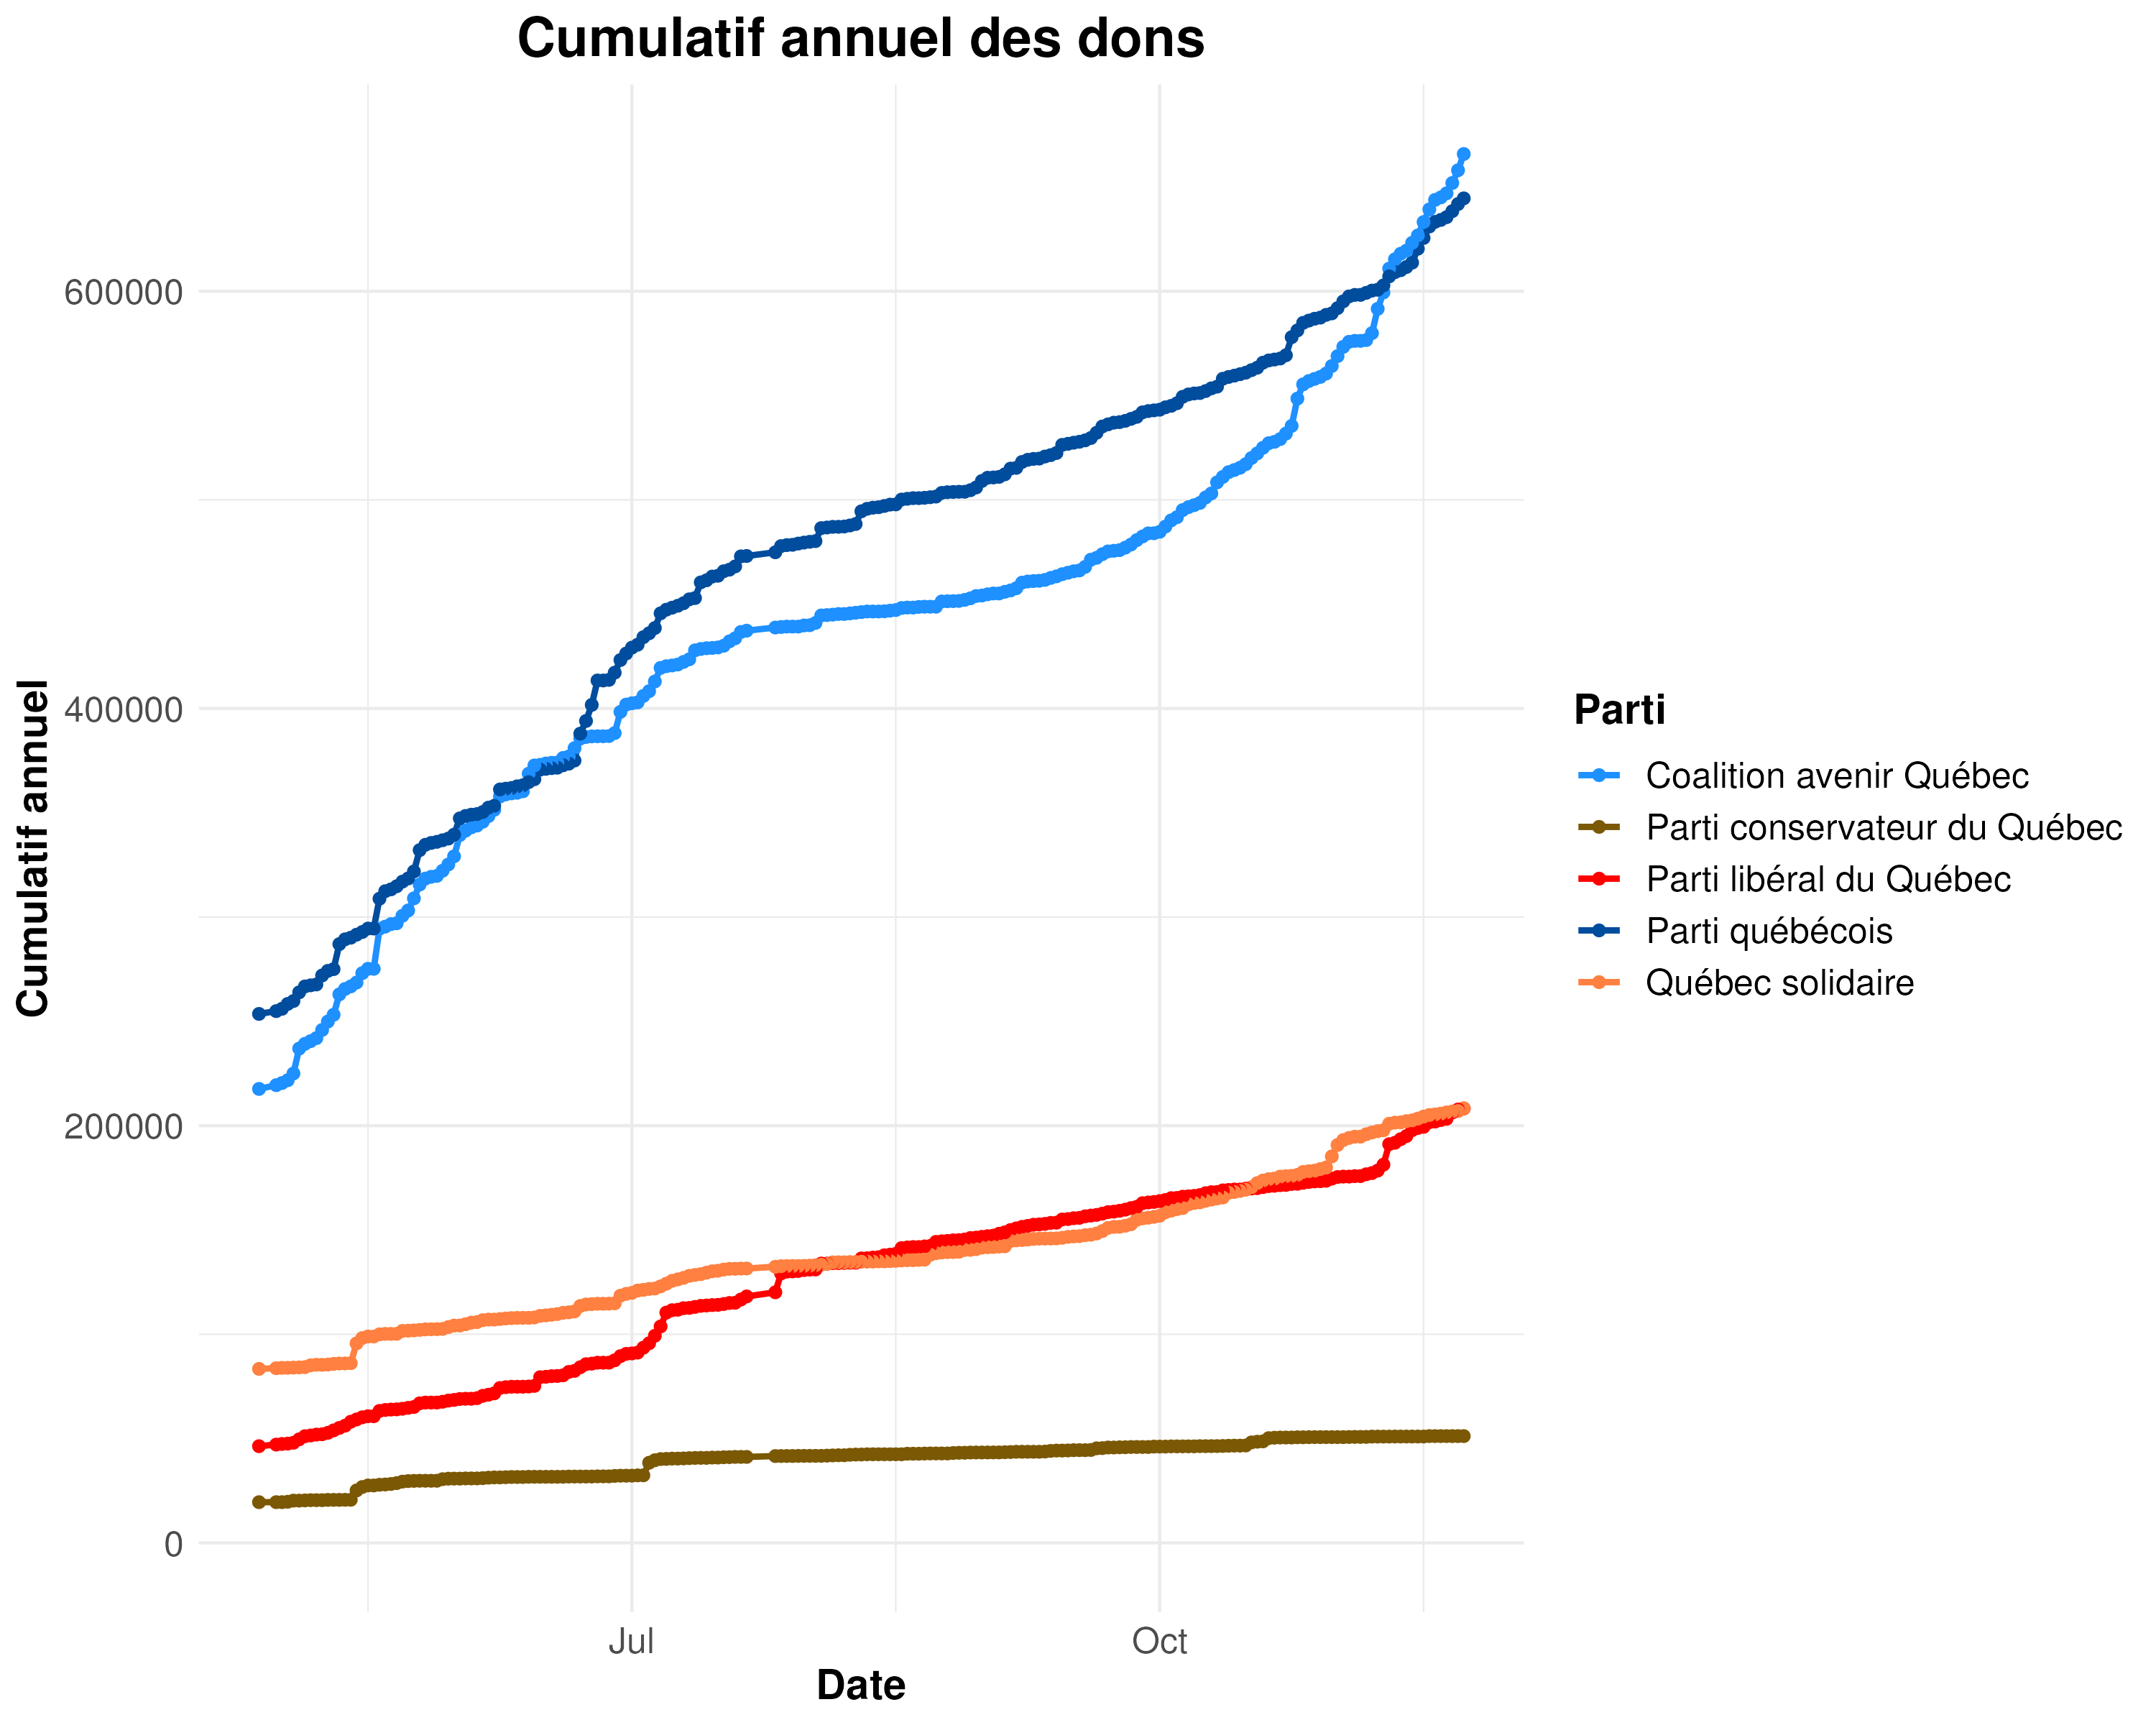 Cumulatif annuel des dons
Cumulatif annuel
600000
400000
200000
0
Jul
Oct
Date
Parti
Coalition avenir Québec
Parti conservateur du Québec
Parti libéral du Québec
Parti québécois
Québec solidaire